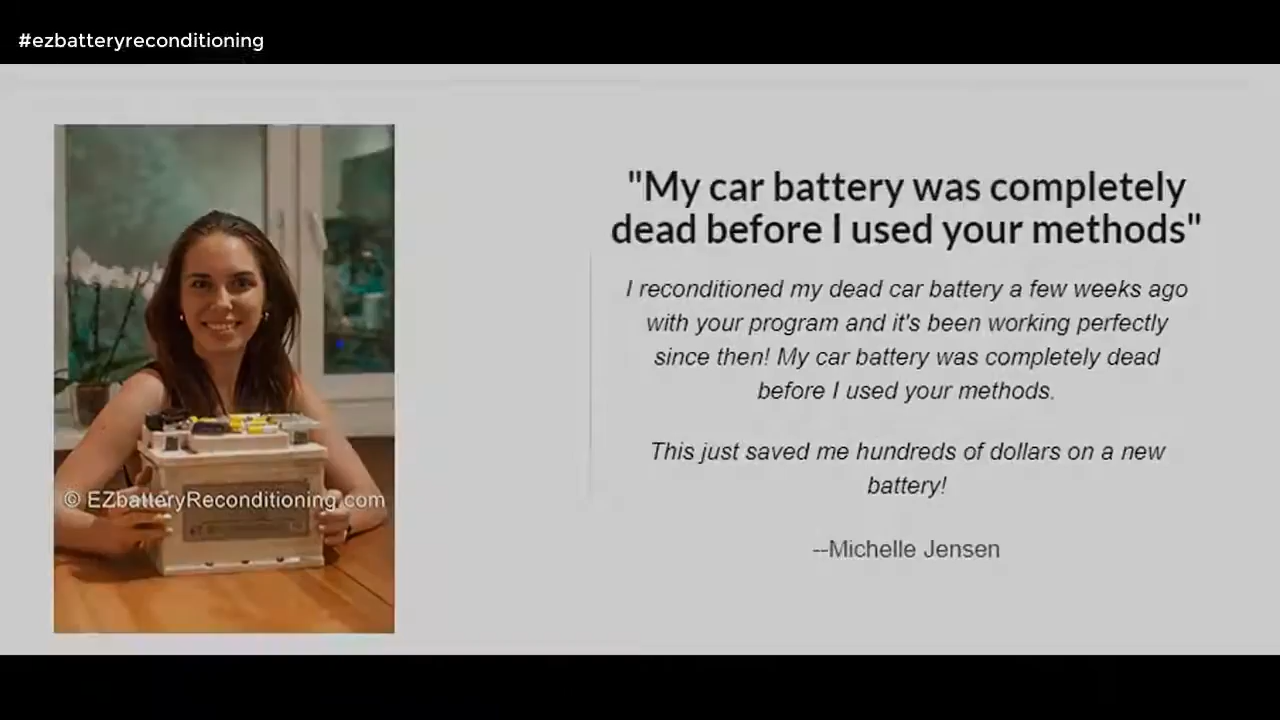 #ezbatteryreconditioning
"My car battery was completely
dead before I used your methods"
I reconditioned my dead car battery a few weeks ago
with your program and it's been working perfectly
since then! My car battery was completely dead
before I used your methods.
This just saved me hundreds of dollars on a new
battery!
--Michelle Jensen
© EZbatteryReconditioning.com